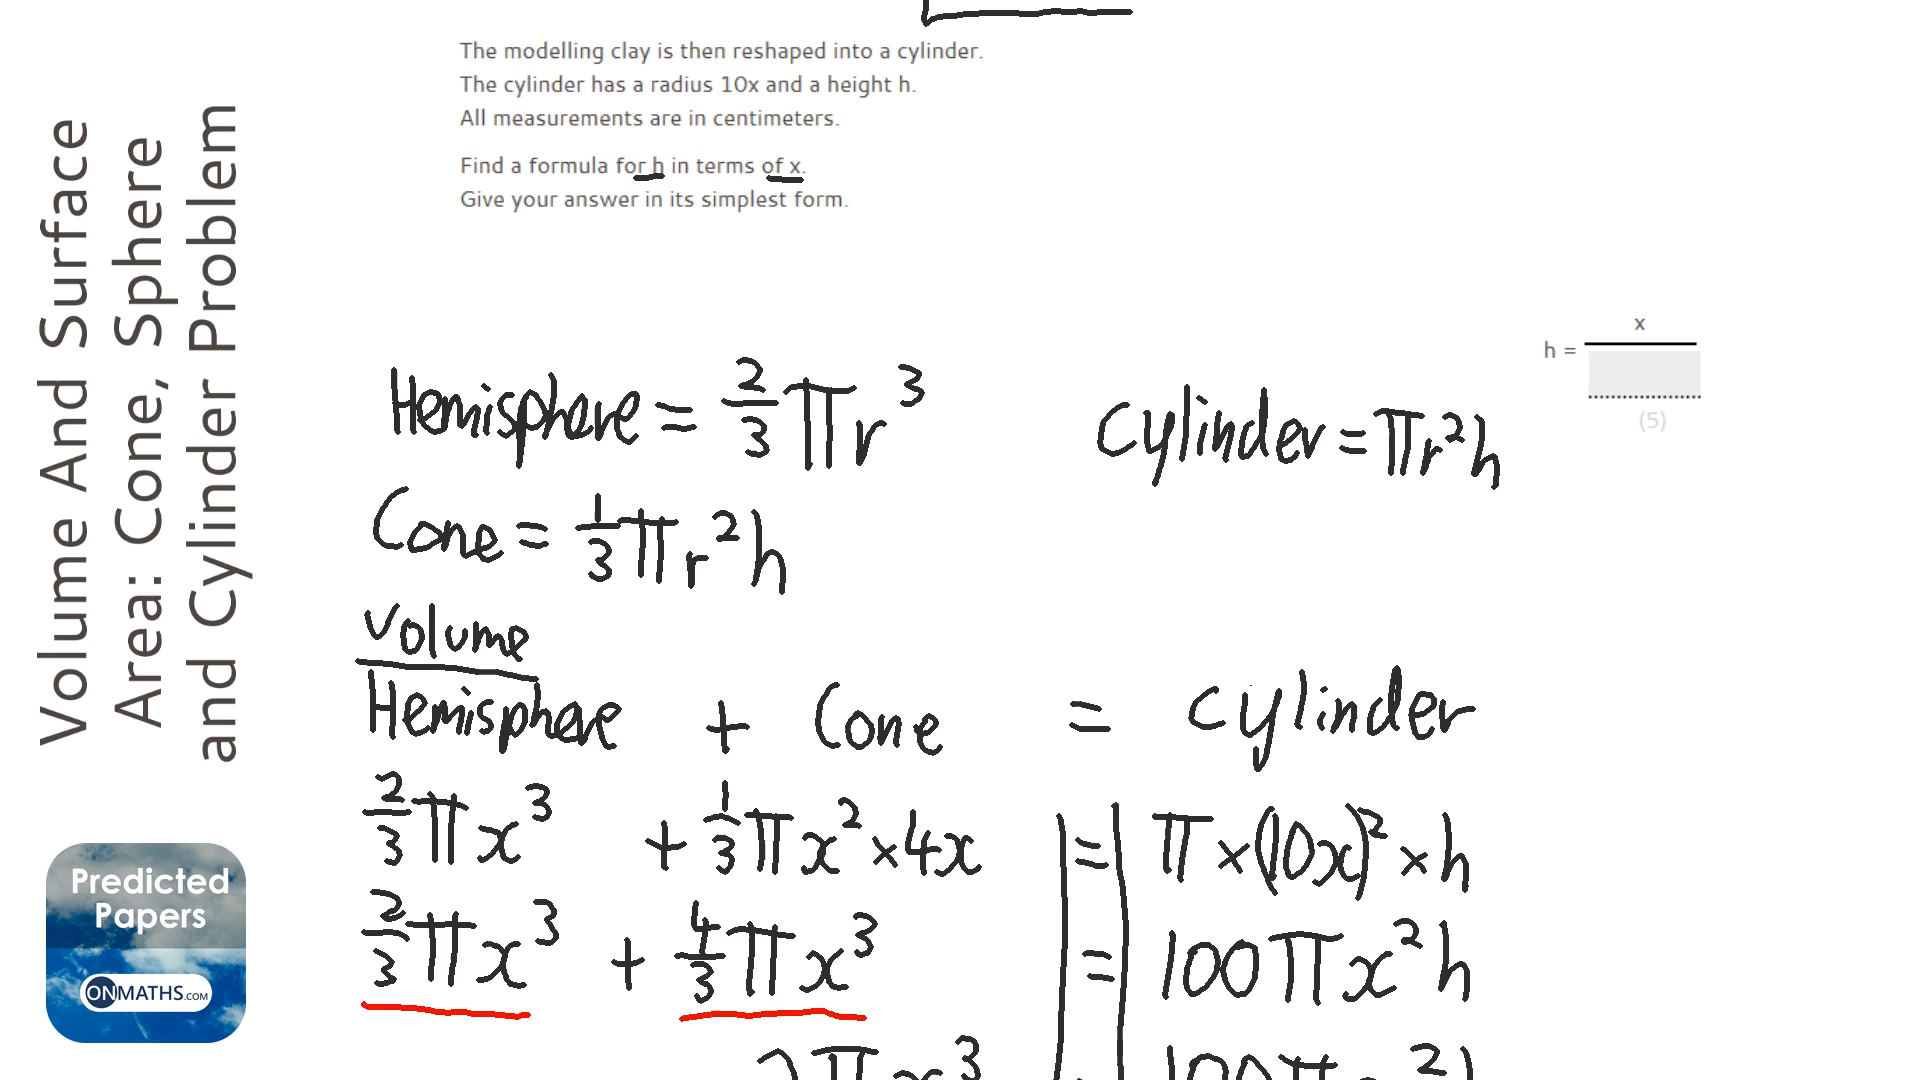 Volume And Surface
Area: Cone, Sphere
and Cylinder Problem
The modelling clay is then reshaped into a cylinder.
The cylinder has a radius 10x and a height h.
All measurements are in centimeters.
Find a formula for h in terms of x.
Give your answer in its simplest form.
h = x/
(5)
Hemisphere = 2/3 πr³
Cylinder = πr²h
Cone = 1/3 πr²h
Volume
Hemisphere + Cone = cylinder
2/3 πx³ + 1/3 πx² × 4x = π × (10x)² × h
2/3 πx³ + 4/3 πx³ = 100πx²h
Predicted
Papers
ONMATHS.COM